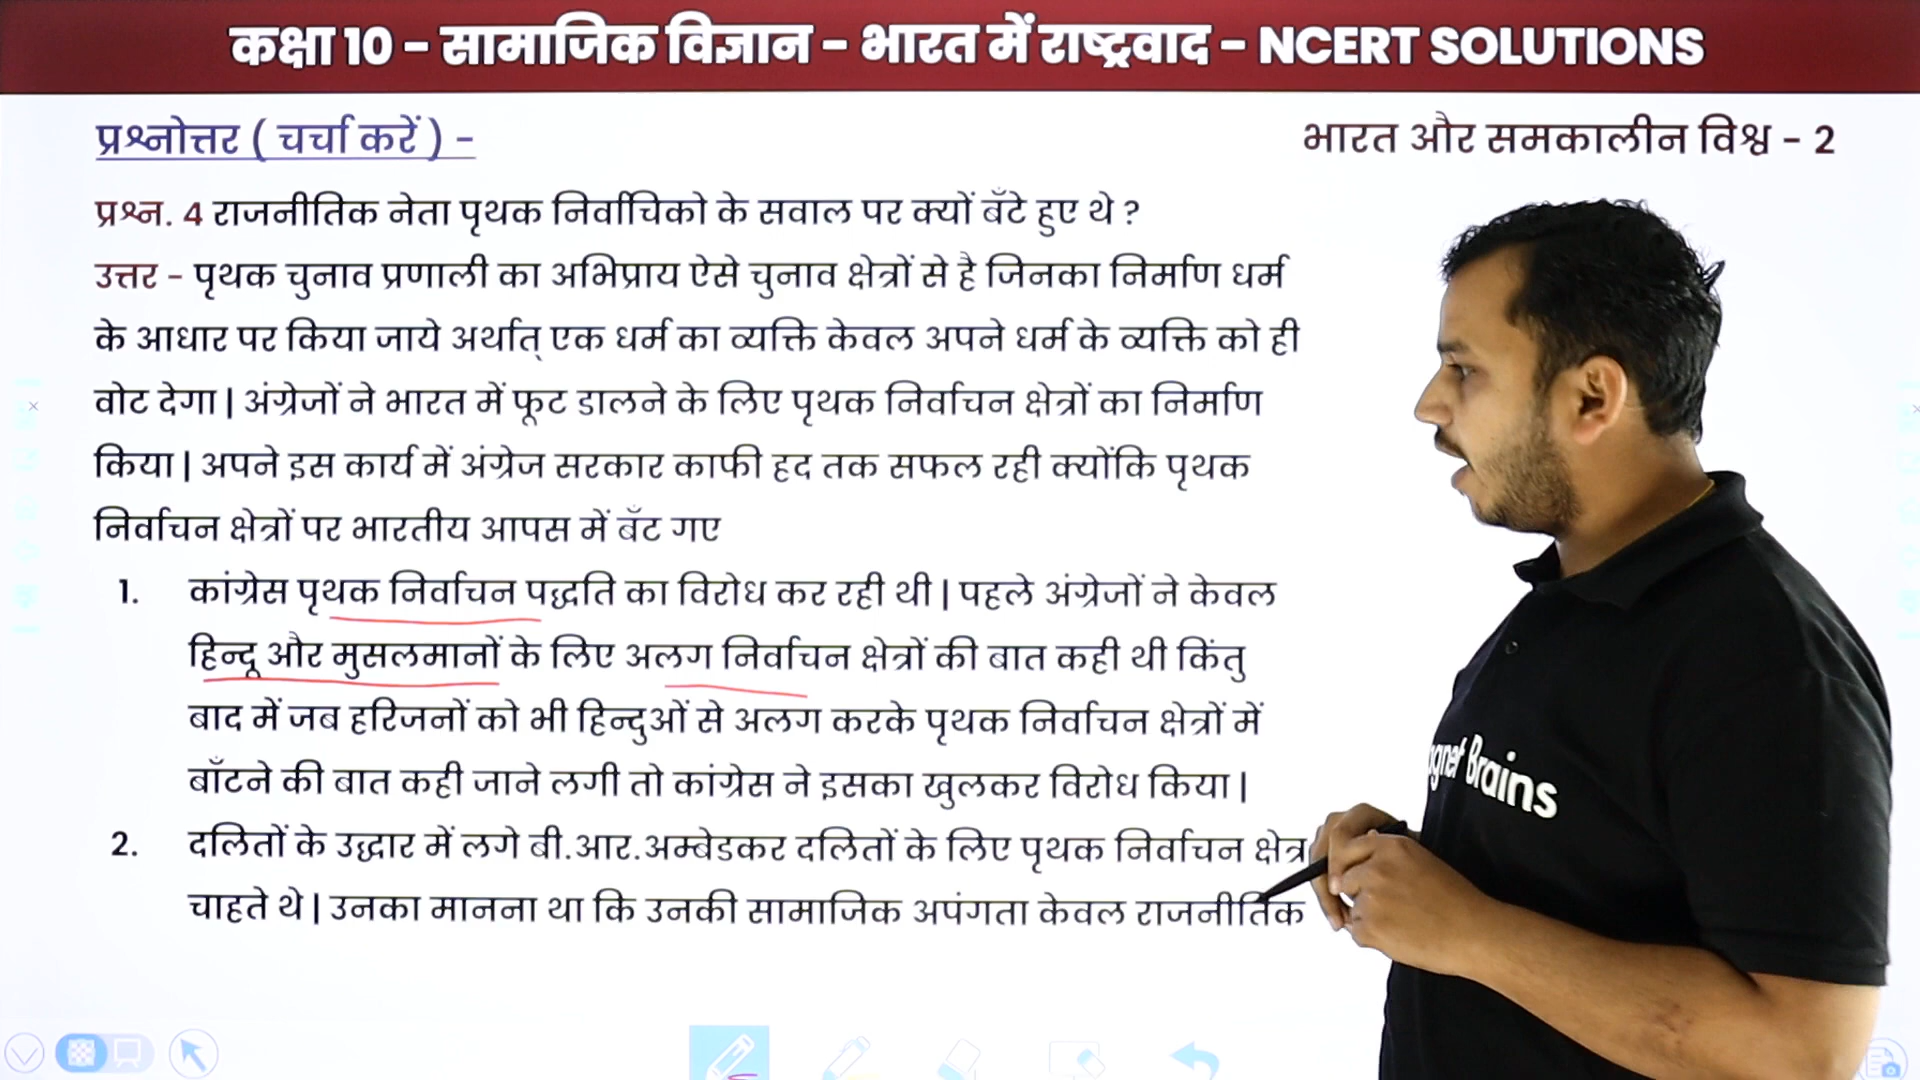 कक्षा 10 - सामाजिक विज्ञान - भारत में राष्ट्रवाद - NCERT SOLUTIONS
प्रश्नोत्तर ( चर्चा करें ) -
भारत और समकालीन विश्व - 2
प्रश्न. 4 राजनीतिक नेता पृथक निर्वाचिको के सवाल पर क्यों बँटे हुए थे ?
उत्तर - पृथक चुनाव प्रणाली का अभिप्राय ऐसे चुनाव क्षेत्रों से है जिनका निर्माण धर्म
के आधार पर किया जाये अर्थात् एक धर्म का व्यक्ति केवल अपने धर्म के व्यक्ति को ही
वोट देगा | अंग्रेजों ने भारत में फूट डालने के लिए पृथक निर्वाचन क्षेत्रों का निर्माण
किया | अपने इस कार्य में अंग्रेज सरकार काफी हद तक सफल रही क्योंकि पृथक
निर्वाचन क्षेत्रों पर भारतीय आपस में बँट गए
1. कांग्रेस पृथक निर्वाचन पद्धति का विरोध कर रही थी | पहले अंग्रेजों ने केवल
हिन्दू और मुसलमानों के लिए अलग निर्वाचन क्षेत्रों की बात कही थी किंतु
बाद में जब हरिजनों को भी हिन्दुओं से अलग करके पृथक निर्वाचन क्षेत्रों में
बाँटने की बात कही जाने लगी तो कांग्रेस ने इसका खुलकर विरोध किया |
2. दलितों के उद्धार में लगे बी.आर.अम्बेडकर दलितों के लिए पृथक निर्वाचन क्षेत्र
चाहते थे | उनका मानना था कि उनकी सामाजिक अपंगता केवल राजनीतिक
Brains